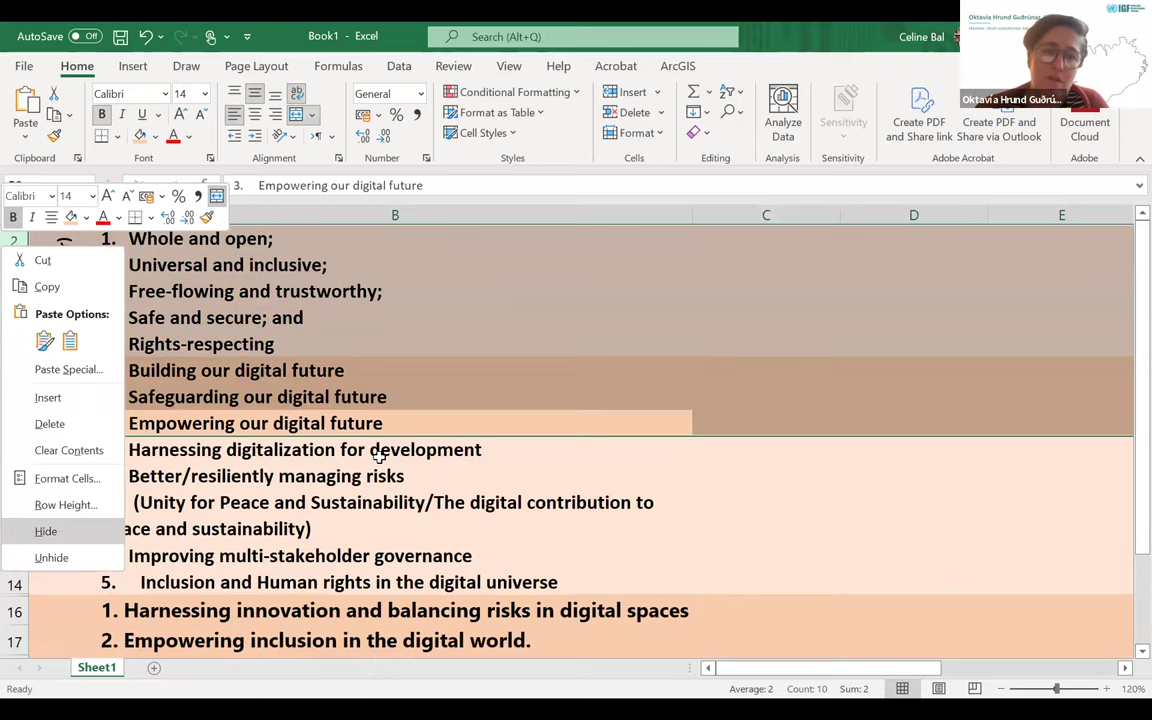 AutoSave Off
Book1 - Excel
Search (Alt+Q)
Celine Bal
Oktavía Hrund Guðrúnar
IGF
Oktavía Hrund Guðrú...
File Home Insert Draw Page Layout Formulas Data Review View Help Acrobat ArcGIS
Paste
Clipboard
Calibri 14
B I U
Font
Alignment
General
Number
Conditional Formatting
Format as Table
Cell Styles
Styles
Insert
Delete
Format
Cells
Editing
Analyze
Data
Analysis
Sensitivity
Sensitivity
Create PDF
and Share link
Create PDF and
Share via Outlook
Adobe Acrobat
Document
Cloud
Adobe
3. Empowering our digital future
Calibri 14
B I
B C D E
2
1. Whole and open;
Universal and inclusive;
Free-flowing and trustworthy;
Safe and secure; and
Rights-respecting
Building our digital future
Safeguarding our digital future
Empowering our digital future
Harnessing digitalization for development
Better/resiliently managing risks
(Unity for Peace and Sustainability/The digital contribution to
ace and sustainability)
Improving multi-stakeholder governance
14 5. Inclusion and Human rights in the digital universe
16 1. Harnessing innovation and balancing risks in digital spaces
17 2. Empowering inclusion in the digital world.
Cut
Copy
Paste Options:
Paste Special...
Insert
Delete
Clear Contents
Format Cells...
Row Height...
Hide
Unhide
Sheet1
Ready
Average: 2 Count: 10 Sum: 2
120%